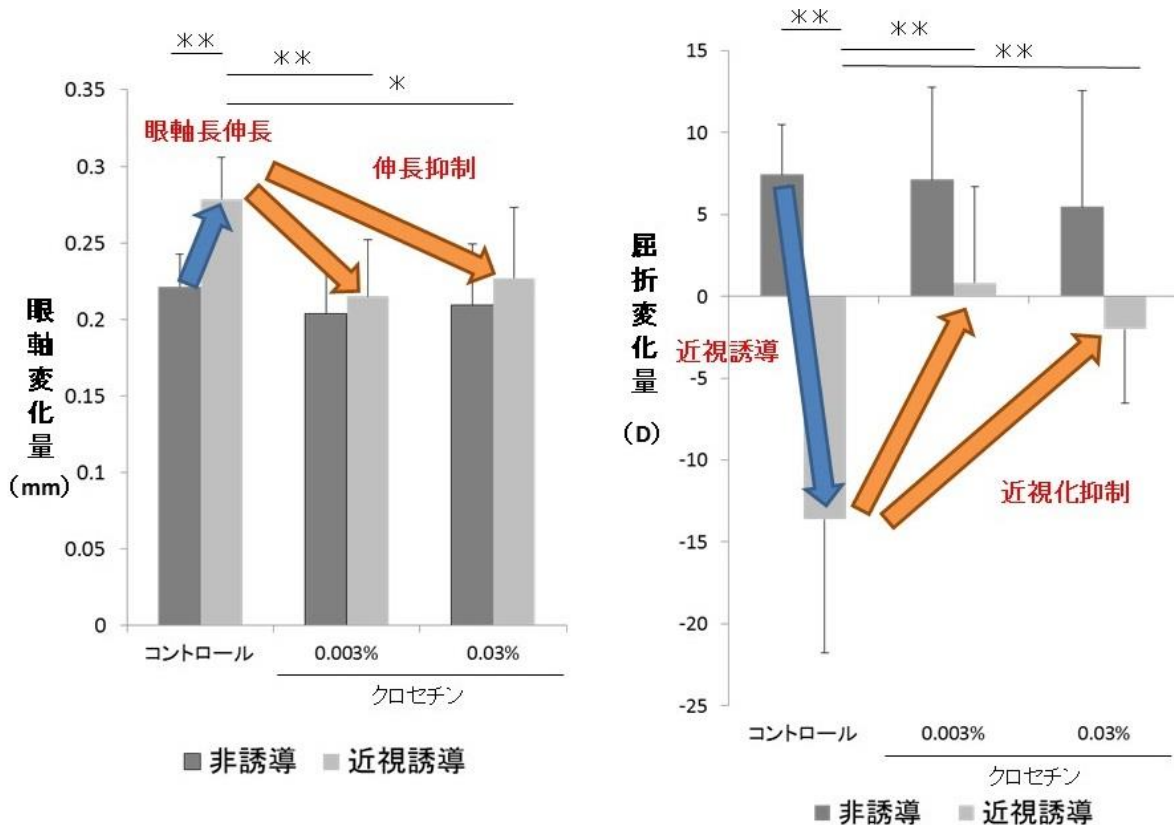 **
**
*
0.35
0.3
0.25
0.2
0.15
0.1
0.05
0
眼軸変化量
(mm)
眼軸長伸長
伸長抑制
コントロール
0.003%
0.03%
クロセチン
■非誘導 ■近視誘導
**
**
**
15
10
5
0
-5
-10
-15
-20
-25
屈折変化量
(D)
近視誘導
近視化抑制
コントロール
0.003%
0.03%
クロセチン
■非誘導 ■近視誘導